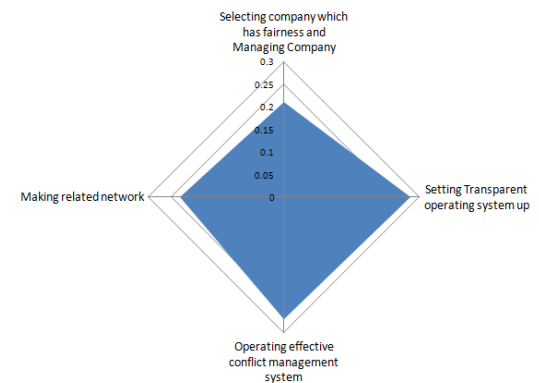 Selecting company which
has fairness and
Managing Company
0.3
0.25
0.2
0.15
0.1
0.05
0
Making related network
Setting Transparent
operating system up
Operating effective
conflict management
system